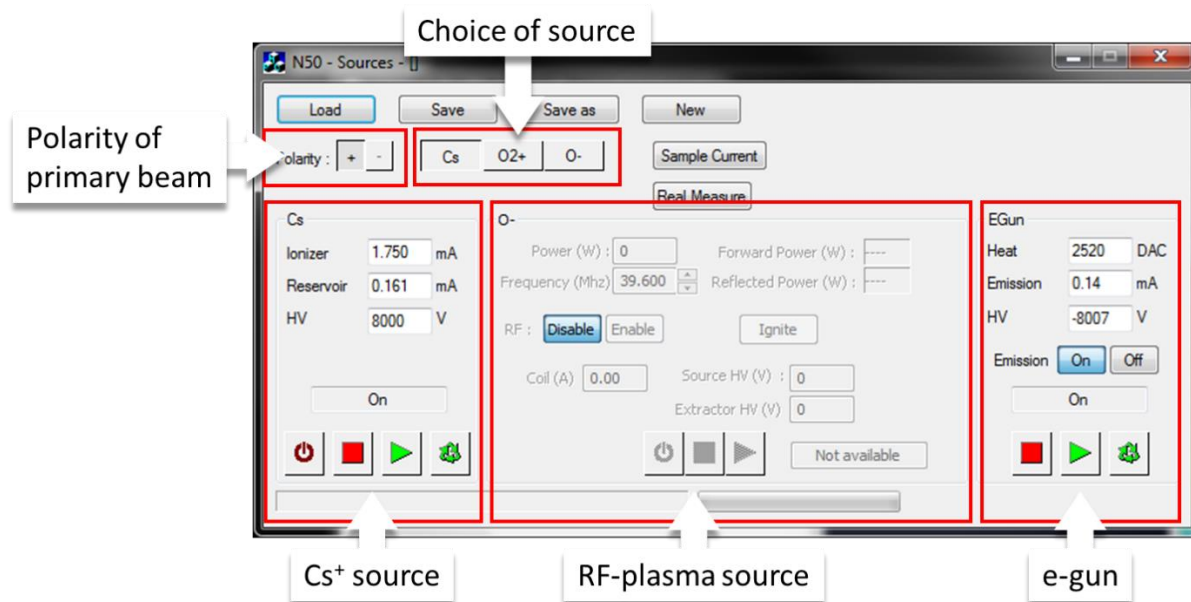 Choice of source
N50 - Sources - []
Load Save Save as New
Polarity of
primary beam
olarity : + - Cs O2+ O- Sample Current
Real Measure
Cs
Ionizer 1.750 mA
Reservoir 0.161 mA
HV 8000 V
On
O-
Power (W) : 0 Forward Power (W) : ----
Frequency (Mhz) 39.600 Reflected Power (W) : ----
RF : Disable Enable Ignite
Coil (A) 0.00 Source HV (V) : 0
Extractor HV (V) 0
Not available
EGun
Heat 2520 DAC
Emission 0.14 mA
HV -8007 V
Emission On Off
On
Cs⁺ source
RF-plasma source
e-gun